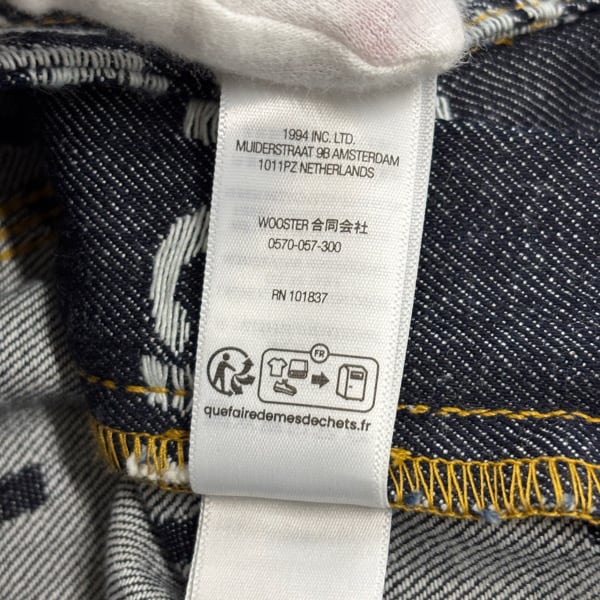 1994 INC. LTD.
MUIDERSTRAAT 9B AMSTERDAM
1011PZ NETHERLANDS
WOOSTER 合同会社
0570-057-300
RN 101837
FR
quefairedemesdechets.fr